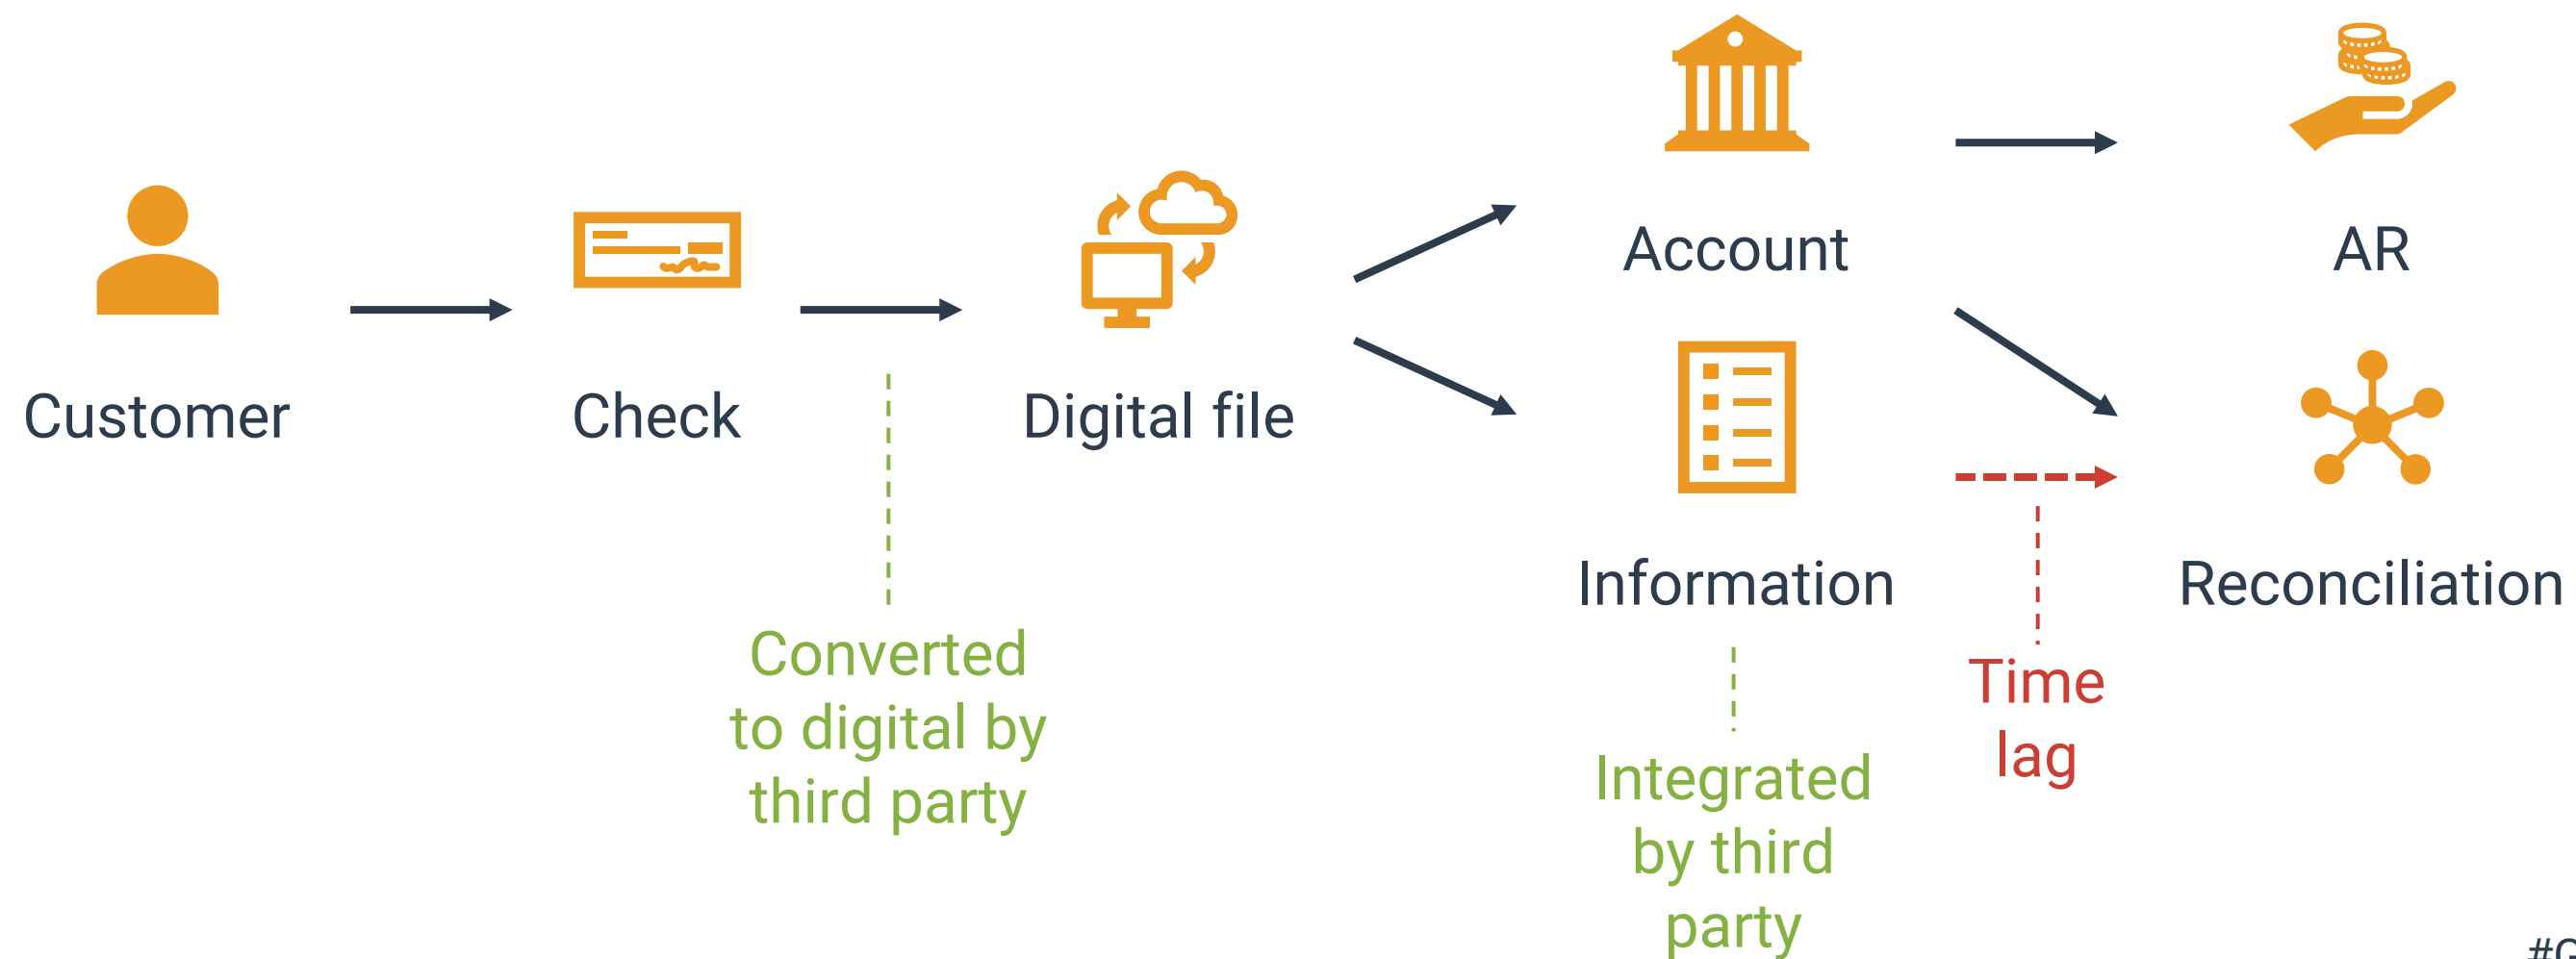 Customer
Check
Digital file
Account
Information
AR
Reconciliation
Converted
to digital by
third party
Integrated
by third
party
Time
lag